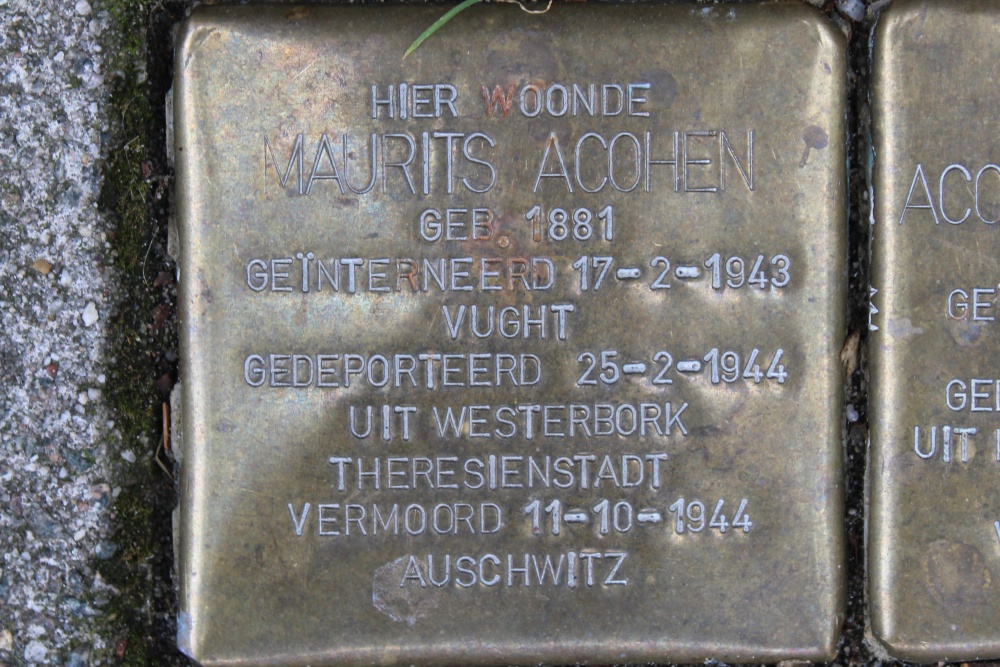 HIER WOONDE
MAURITS ACOHEN
GEB. 1881
GEÏNTERNEERD 17-2-1943
VUGHT
GEDEPORTEERD 25-2-1944
UIT WESTERBORK
THERESIENSTADT
VERMOORD 11-10-1944
AUSCHWITZ
UIT